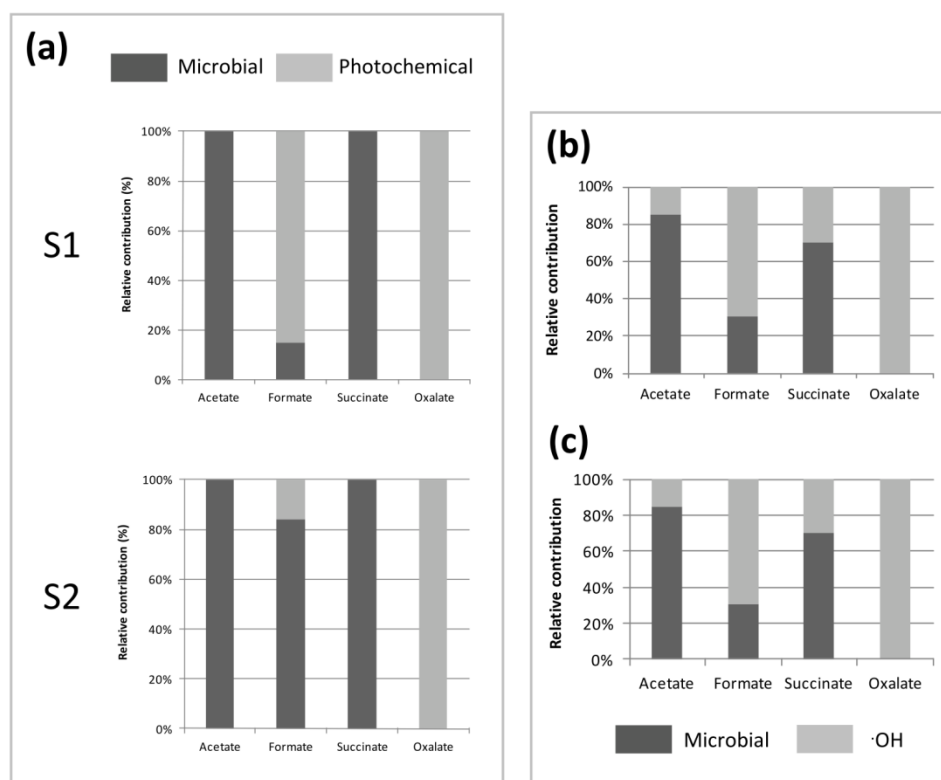 (a)
Microbial Photochemical
S1
Relative contribution (%)
100%
80%
60%
40%
20%
0%
Acetate Formate Succinate Oxalate
S2
Relative contribution (%)
100%
80%
60%
40%
20%
0%
Acetate Formate Succinate Oxalate
(b)
Relative contribution
100%
80%
60%
40%
20%
0%
Acetate Formate Succinate Oxalate
(c)
Relative contribution
100%
80%
60%
40%
20%
0%
Acetate Formate Succinate Oxalate
Microbial ·OH